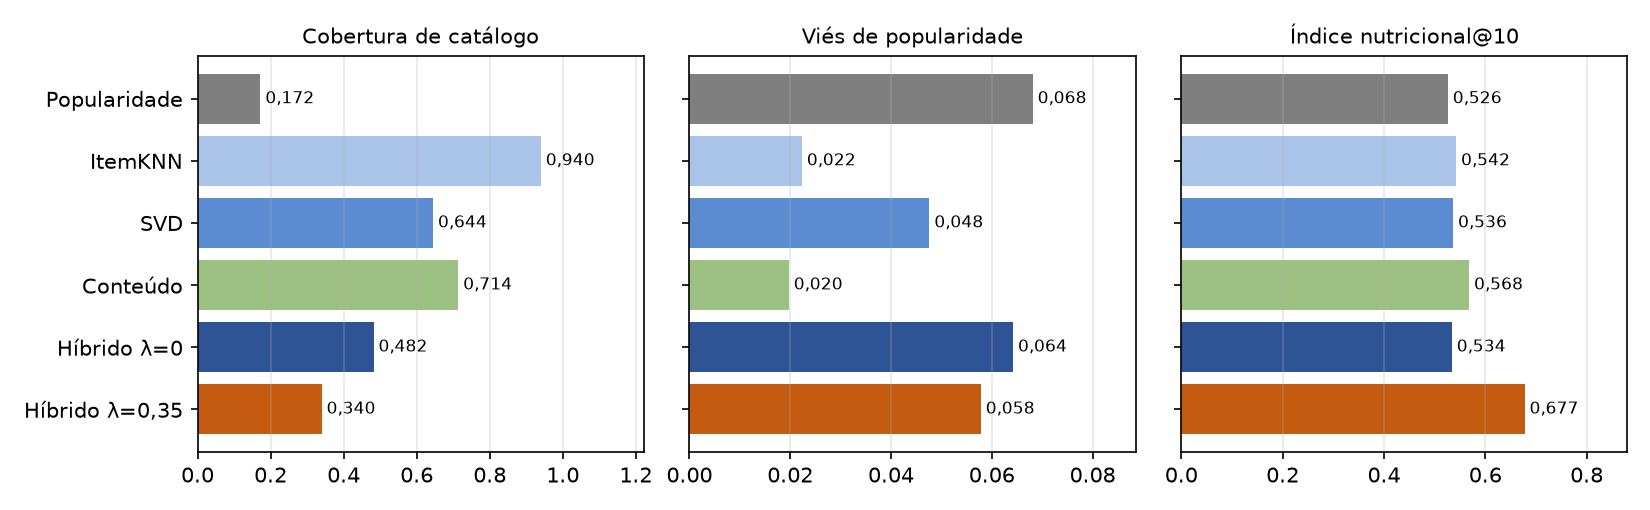 Cobertura de catálogo
Viés de popularidade
Índice nutricional@10
Popularidade
ItemKNN
SVD
Conteúdo
Híbrido λ=0
Híbrido λ=0,35
0,172
0,940
0,644
0,714
0,482
0,340
0.0 0.2 0.4 0.6 0.8 1.0 1.2
0,068
0,022
0,048
0,020
0,064
0,058
0.00 0.02 0.04 0.06 0.08
0,526
0,542
0,536
0,568
0,534
0,677
0.0 0.2 0.4 0.6 0.8